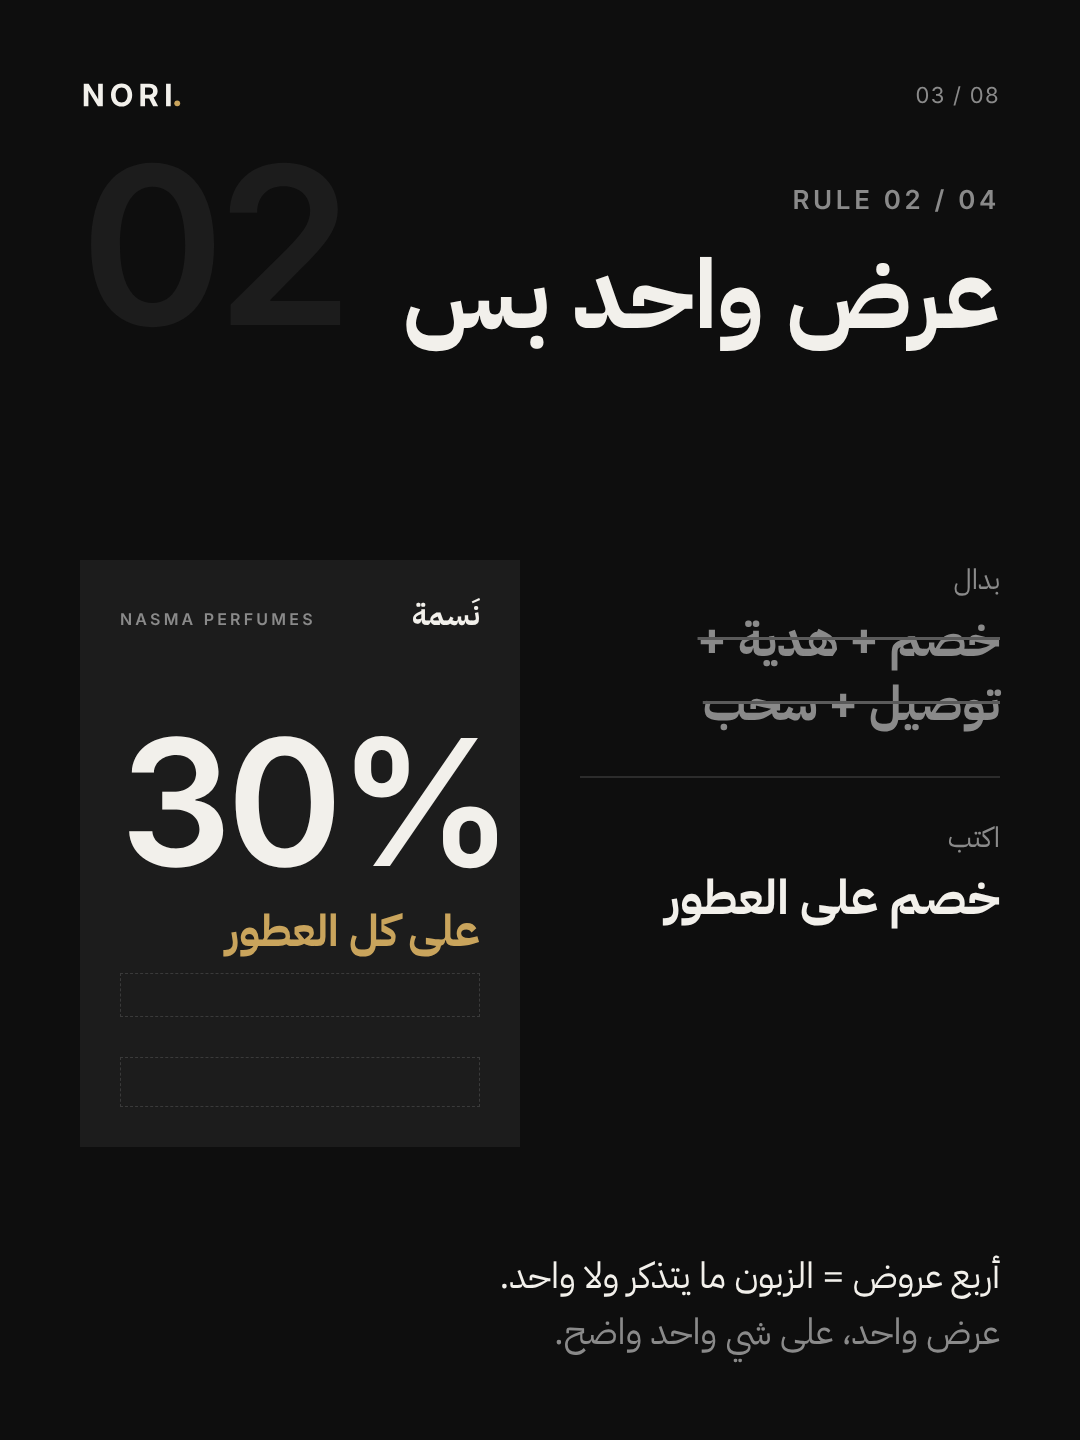 NORI.
03 / 08
02
RULE 02 / 04
عرض واحد بس
NASMA PERFUMES
نَسمة
30%
على كل العطور
بدال
خصم + هدية +
توصيل + سحب
اكتب
خصم على العطور
أربع عروض = الزبون ما يتذكر ولا واحد.
عرض واحد، على شي واحد واضح.